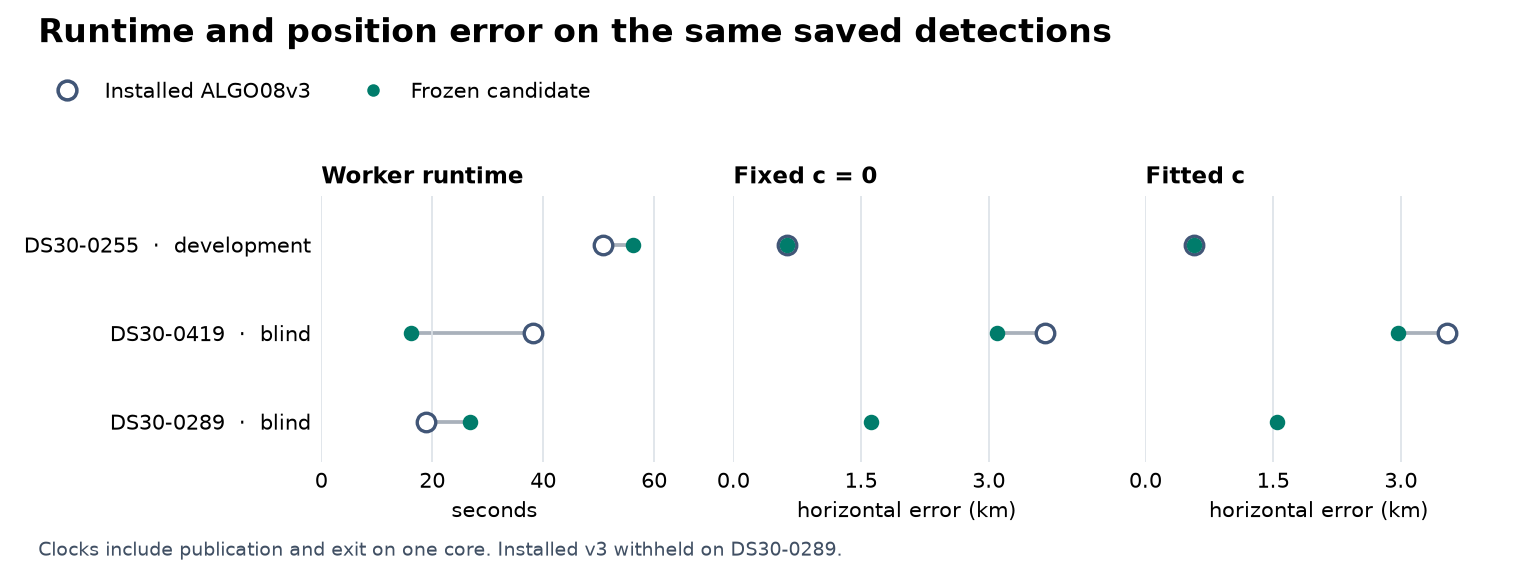 Runtime and position error on the same saved detections
Installed ALGO08v3 Frozen candidate
Worker runtime Fixed c = 0 Fitted c
DS30-0255 · development
DS30-0419 · blind
DS30-0289 · blind
0 20 40 60 0.0 1.5 3.0 0.0 1.5 3.0
seconds horizontal error (km) horizontal error (km)
Clocks include publication and exit on one core. Installed v3 withheld on DS30-0289.